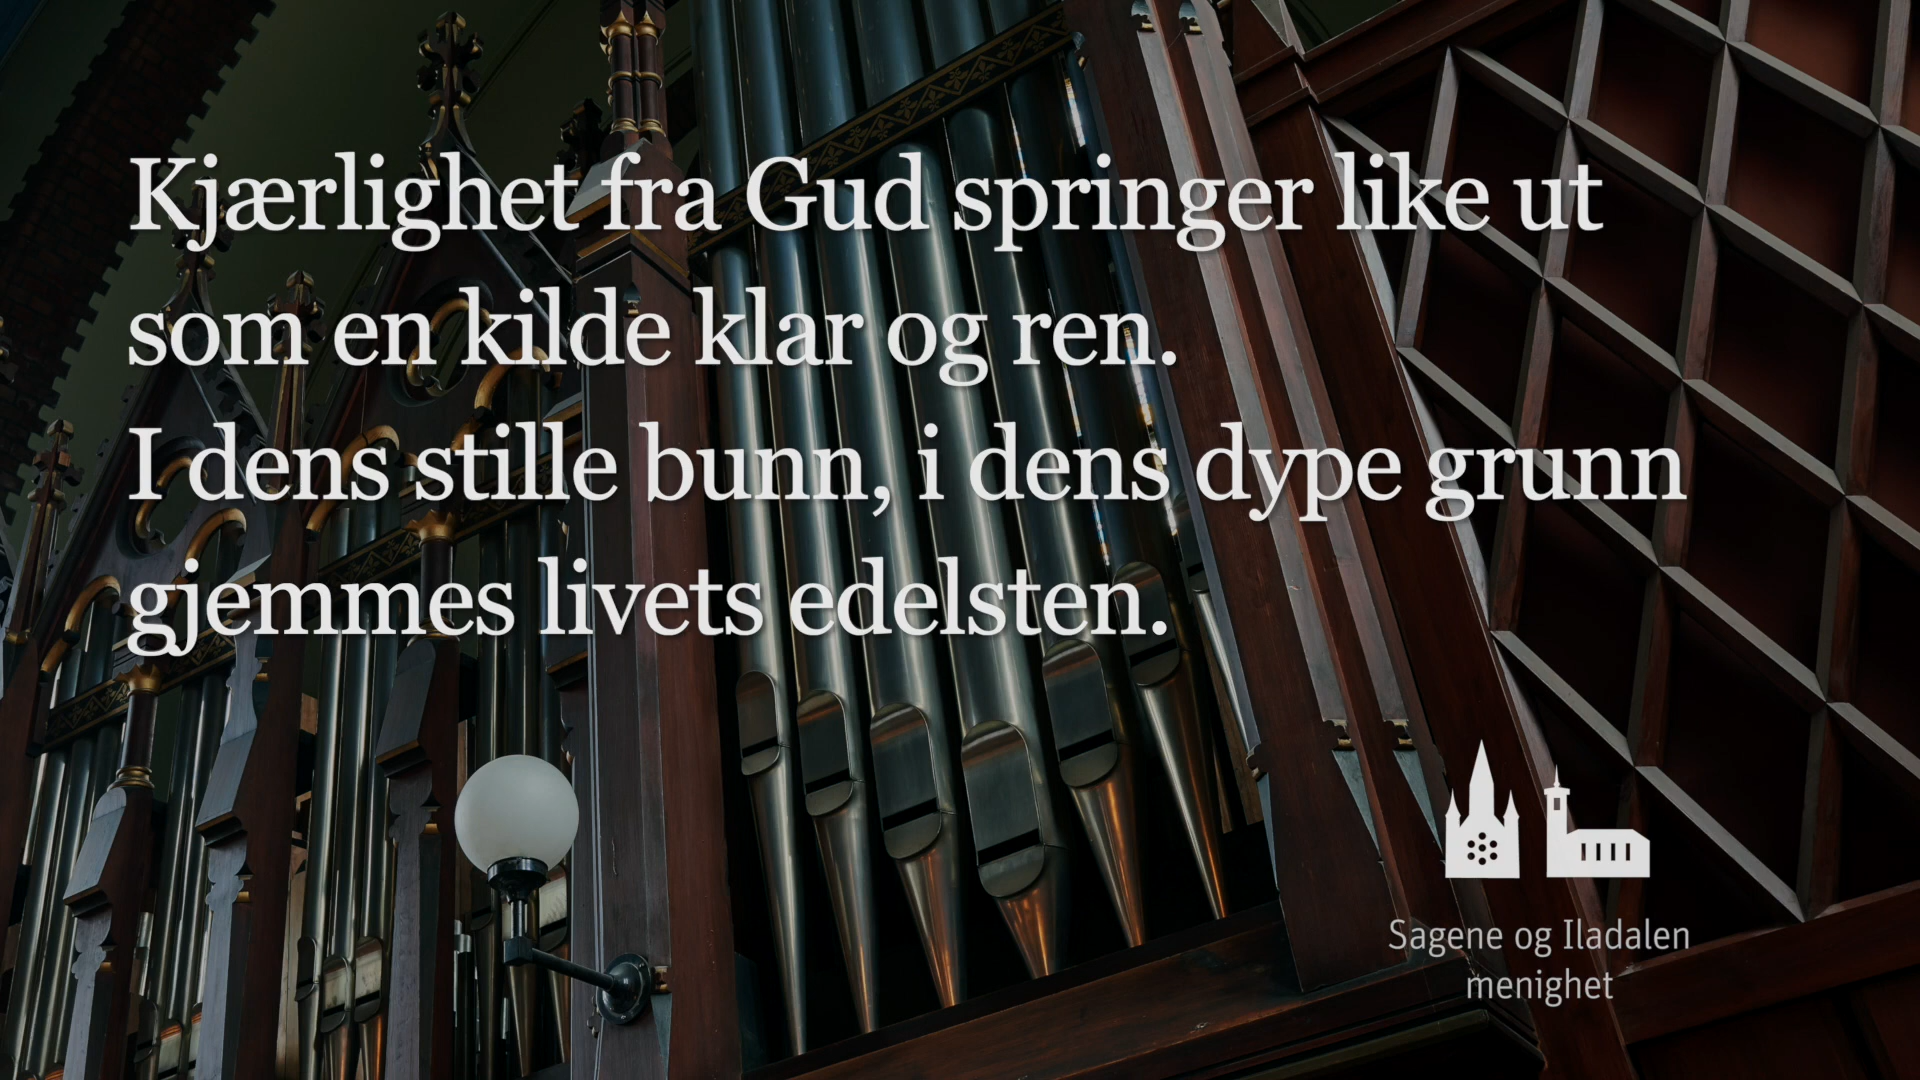 Kjærlighet fra Gud springer like ut
som en kilde klar og ren.
I dens stille bunn, i dens dype grunn
gjemmes livets edelsten.
Sagene og Iladalen
menighet